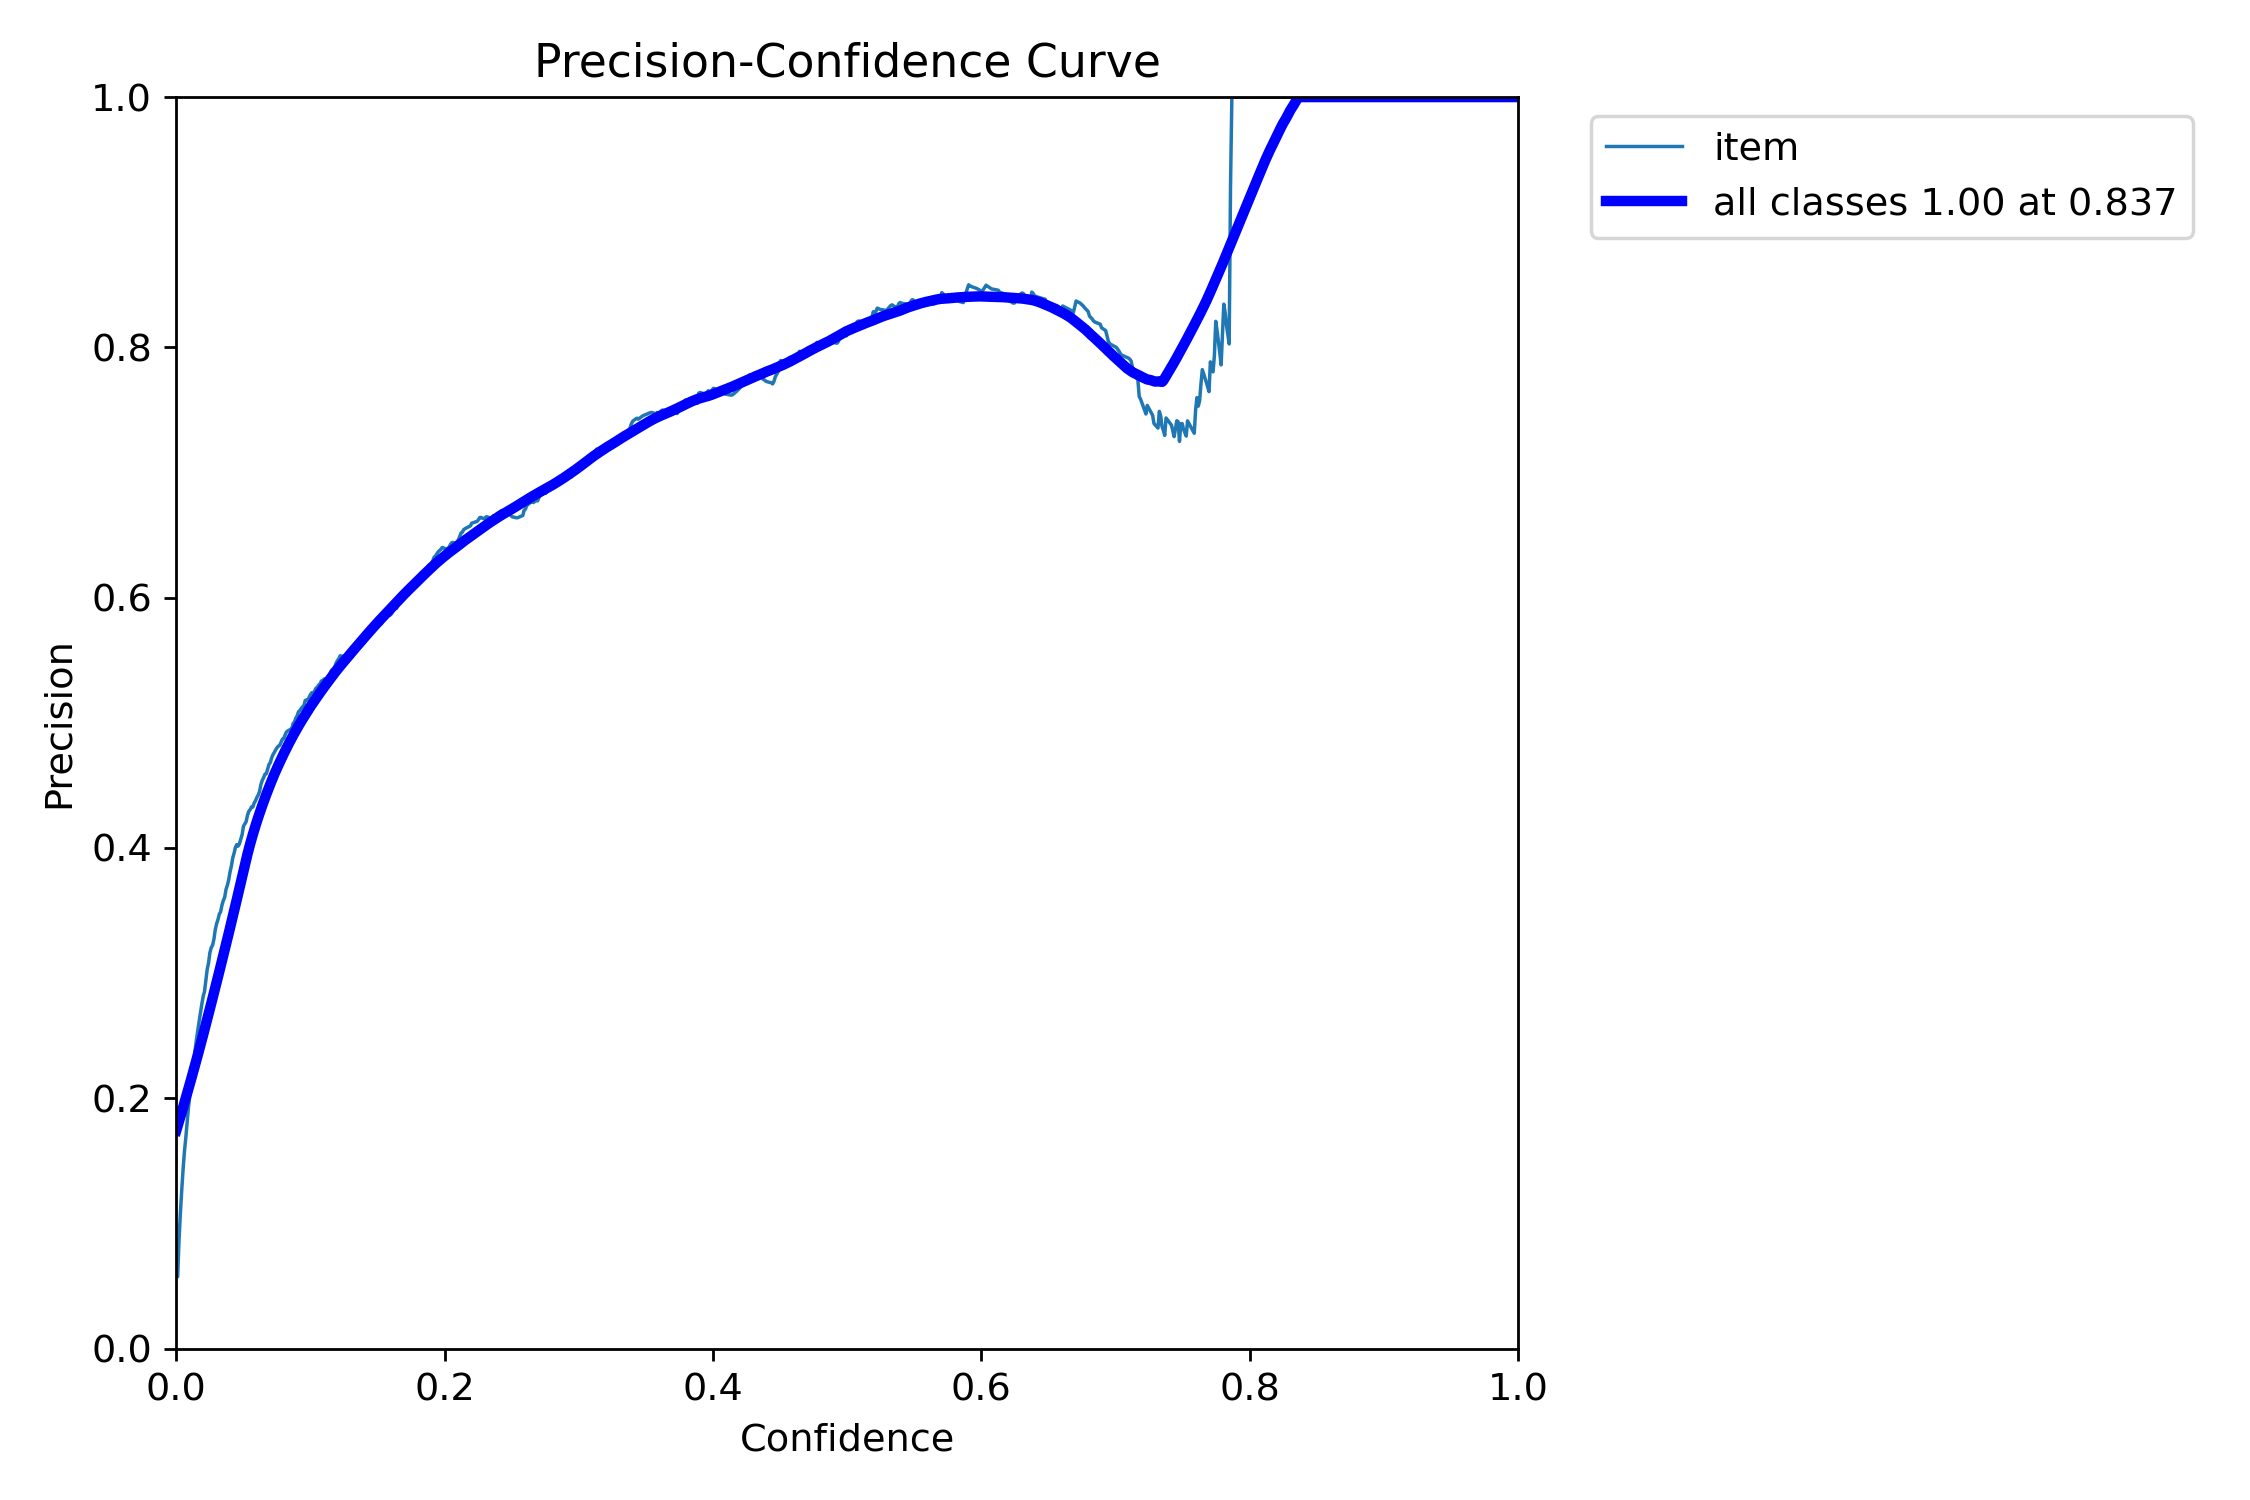 Precision-Confidence Curve
1.0
0.8
0.6
0.4
0.2
0.0
Precision
0.0 0.2 0.4 0.6 0.8 1.0
Confidence
item
all classes 1.00 at 0.837